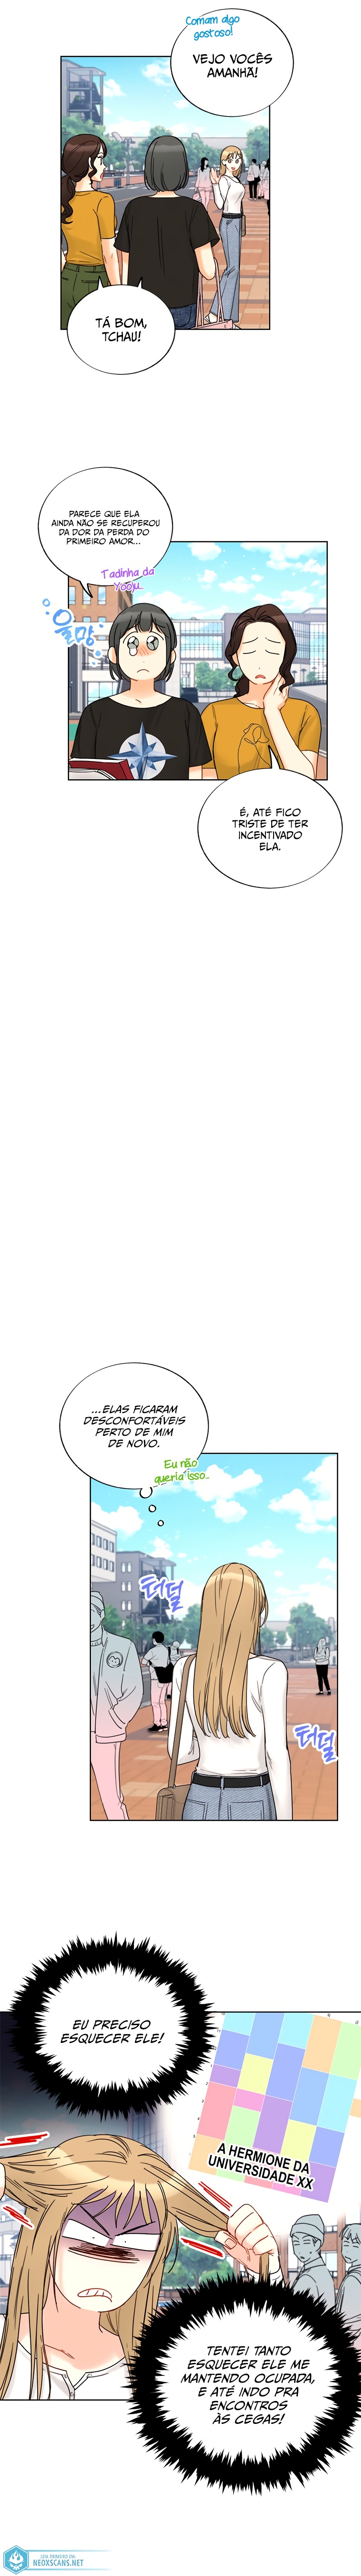 Comam algo
gostoso!
VEJO VOCÊS
AMANHÃ!
TÁ BOM,
TCHAU!
PARECE QUE ELA
AINDA NÃO SE RECUPEROU
DA DOR DA PERDA DO
PRIMEIRO AMOR...
Tadinha da
Yooju...
울망
É, ATÉ FICO
TRISTE DE TER
INCENTIVADO
ELA.
...ELAS FICARAM
DESCONFORTÁVEIS
PERTO DE MIM
DE NOVO.
Eu não
queria isso...
터덜
터덜
EU PRECISO
ESQUECER ELE!
A HERMIONE DA
UNIVERSIDADE XX
TENTEI TANTO
ESQUECER ELE ME
MANTENDO OCUPADA,
E ATÉ INDO PRA
ENCONTROS
ÀS CEGAS!
LEIA PRIMEIRO EM:
NEOXSCANS.NET